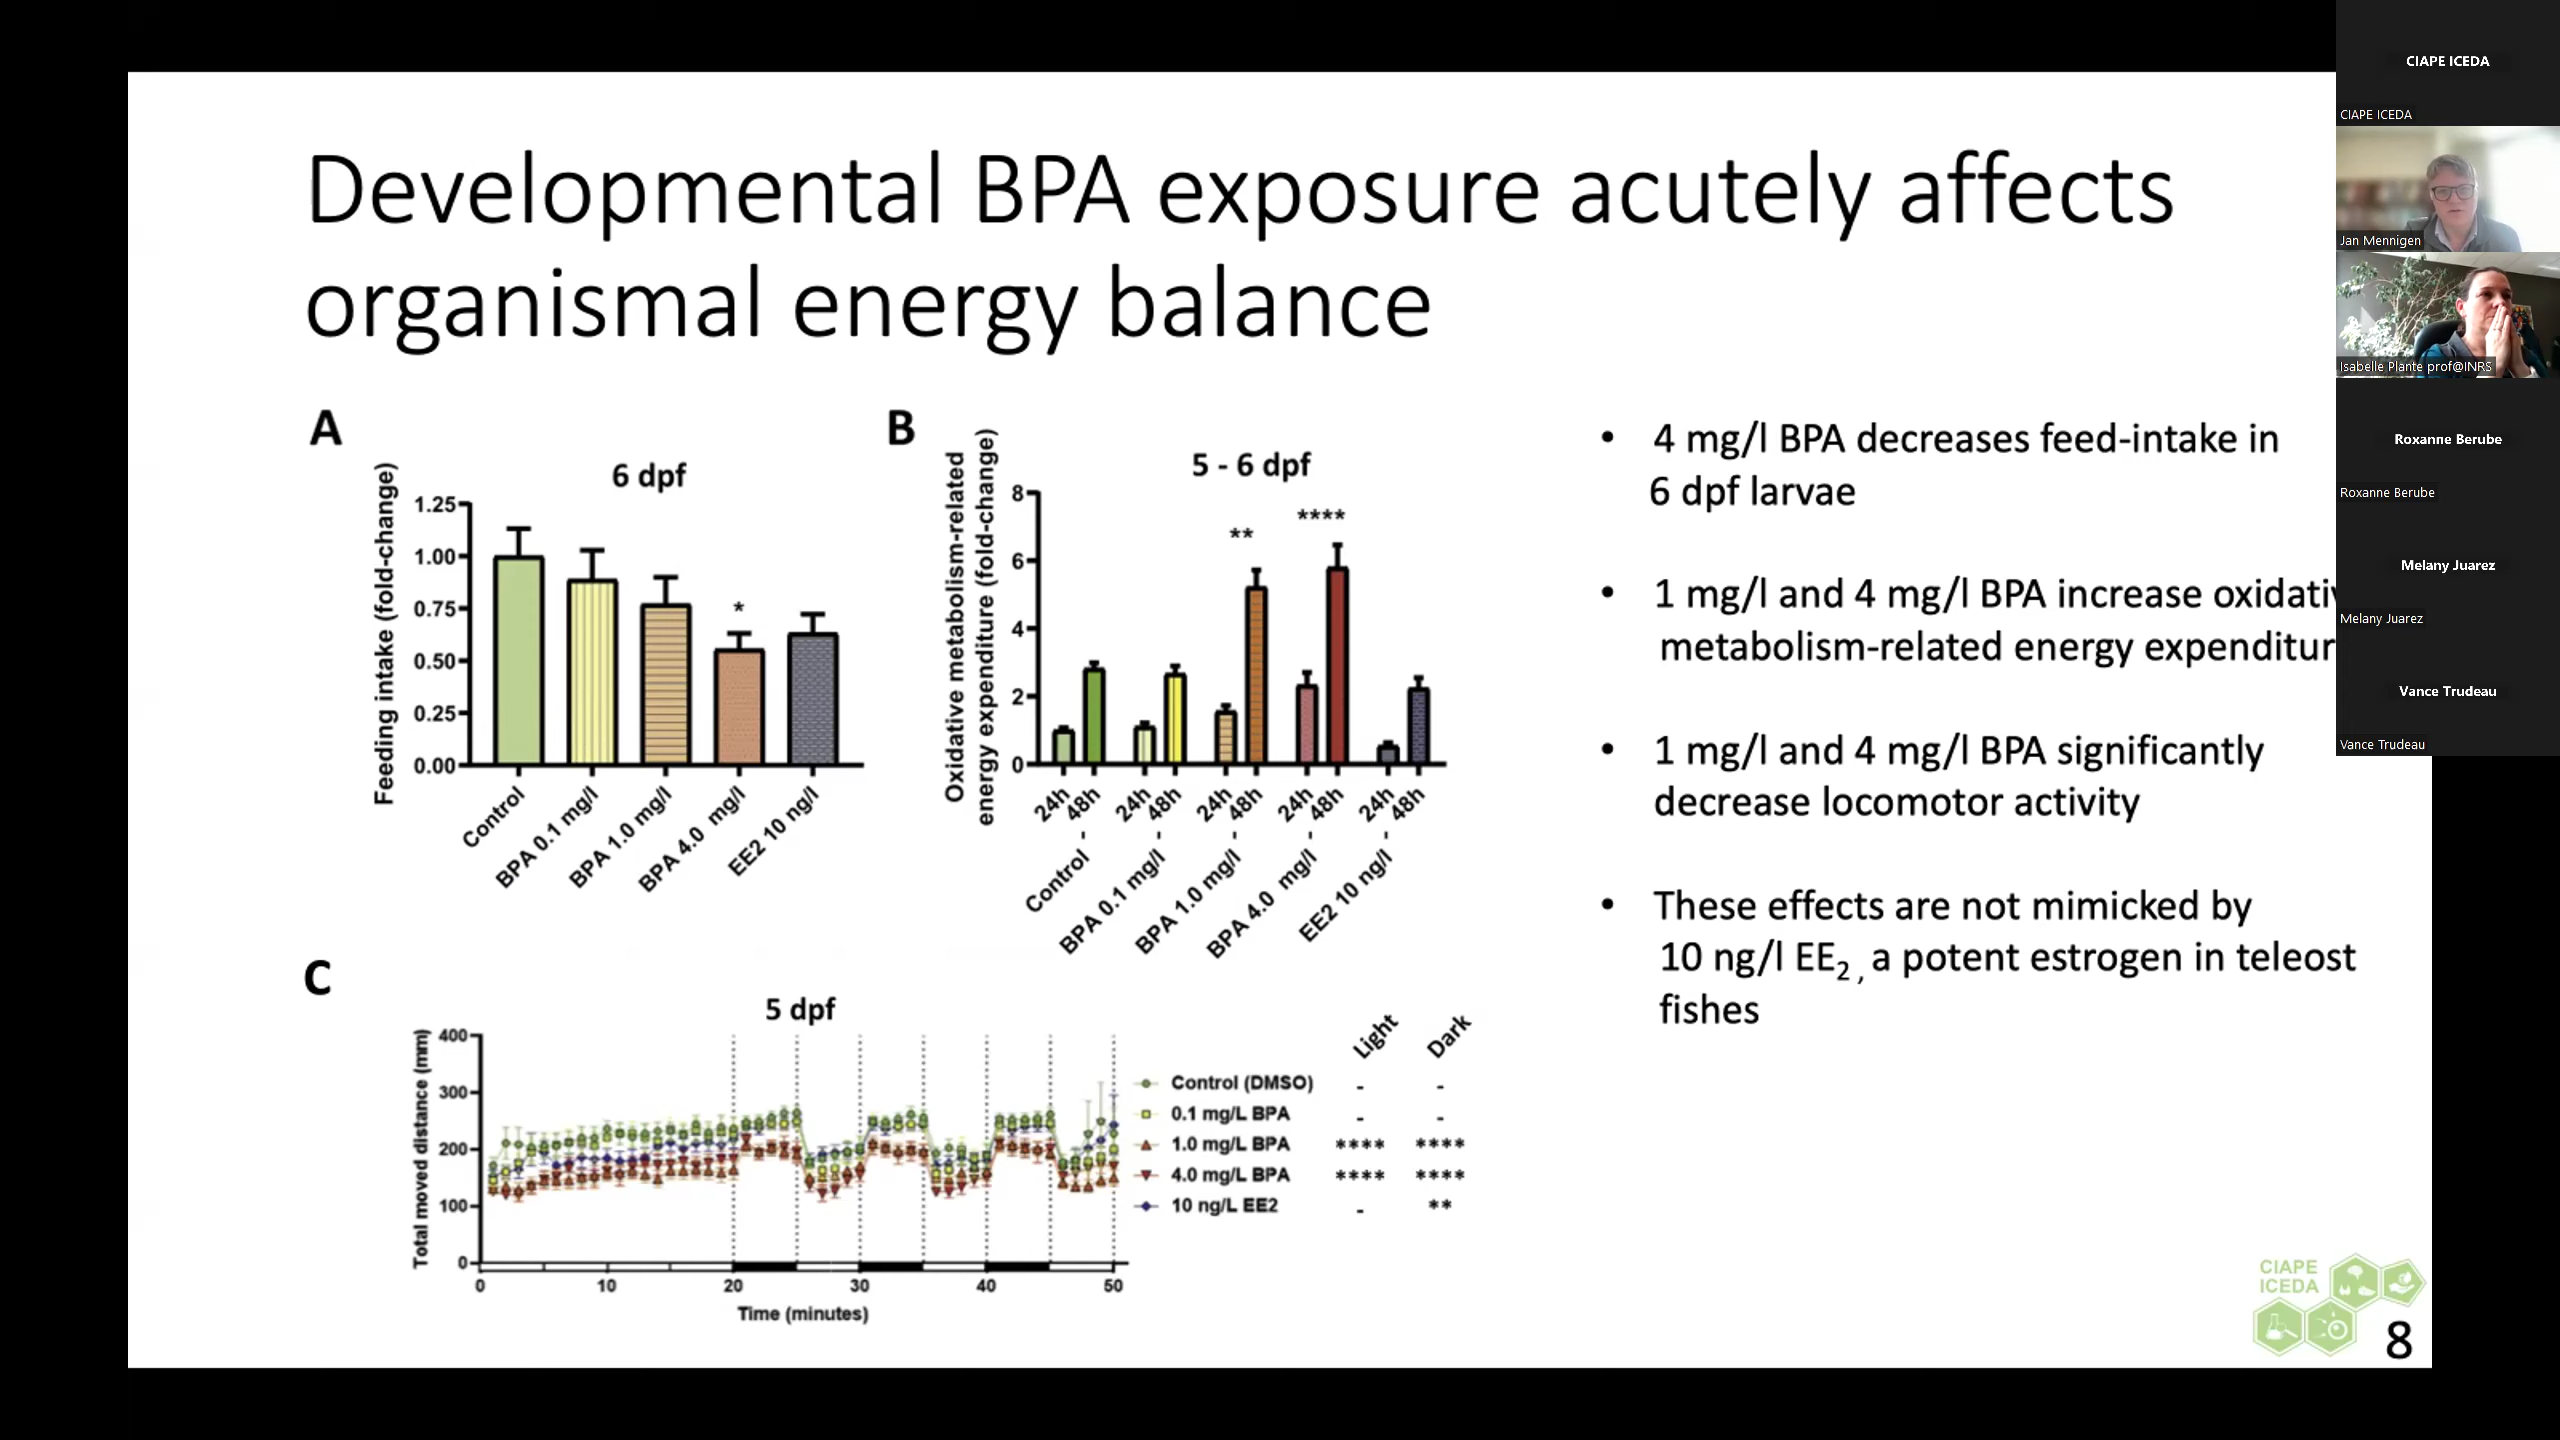 Developmental BPA exposure acutely affects
organismal energy balance
A
6 dpf
Feeding intake (fold-change)
1.25
1.00
0.75
0.50
0.25
0.00
*
Control
BPA 0.1 mg/l
BPA 1.0 mg/l
BPA 4.0 mg/l
EE2 10 ng/l
B
5 - 6 dpf
Oxidative metabolism-related
energy expenditure (fold-change)
8
6
4
2
0
**
****
24h
48h
24h
48h
24h
48h
24h
48h
24h
48h
Control -
BPA 0.1 mg/l -
BPA 1.0 mg/l -
BPA 4.0 mg/l -
EE2 10 ng/l -
C
5 dpf
Total moved distance (mm)
400
300
200
100
0
0
10
20
30
40
50
Time (minutes)
Light Dark
Control (DMSO) - -
0.1 mg/L BPA - -
1.0 mg/L BPA **** ****
4.0 mg/L BPA **** ****
10 ng/L EE2 - **
• 4 mg/l BPA decreases feed-intake in
6 dpf larvae
• 1 mg/l and 4 mg/l BPA increase oxidativ
metabolism-related energy expenditur
• 1 mg/l and 4 mg/l BPA significantly
decrease locomotor activity
• These effects are not mimicked by
10 ng/l EE2 , a potent estrogen in teleost
fishes
CIAPE
ICEDA
8
CIAPE ICEDA
CIAPE ICEDA
Jan Mennigen
Isabelle Plante prof@INRS
Roxanne Berube
Roxanne Berube
Melany Juarez
Melany Juarez
Vance Trudeau
Vance Trudeau